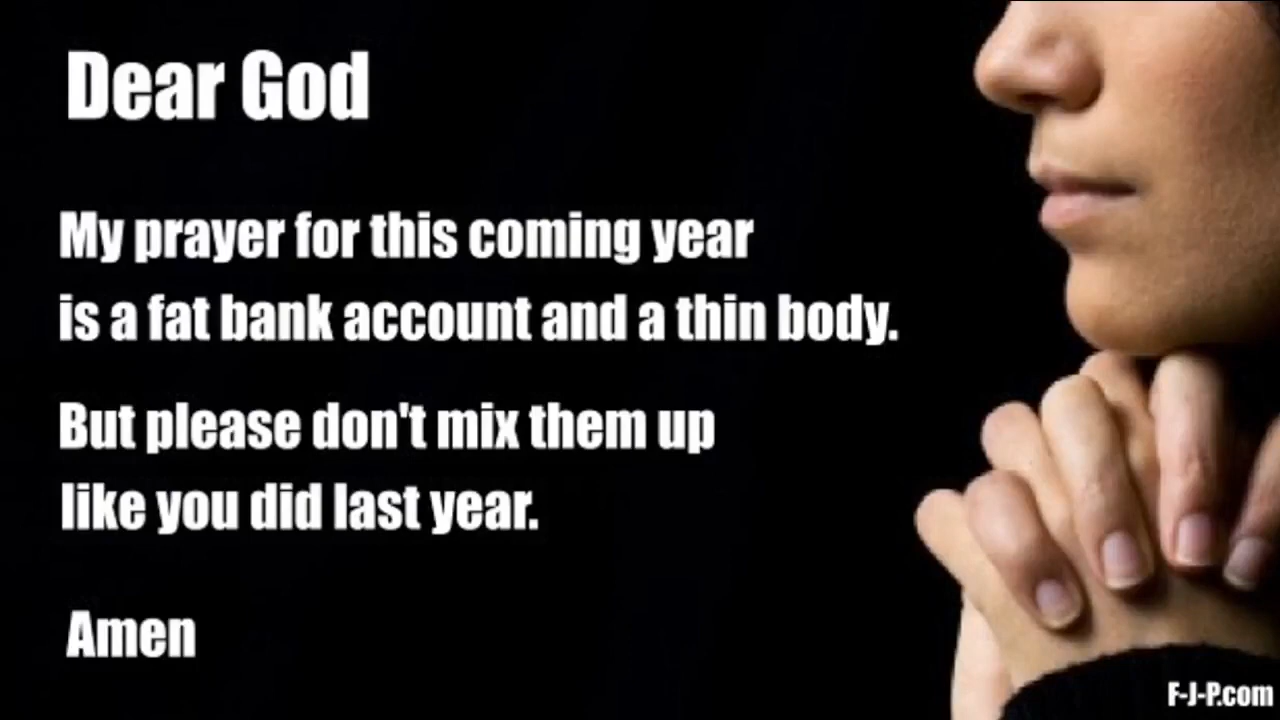 Dear God
My prayer for this coming year
is a fat bank account and a thin body.
But please don't mix them up
like you did last year.
Amen
F-J-P.com